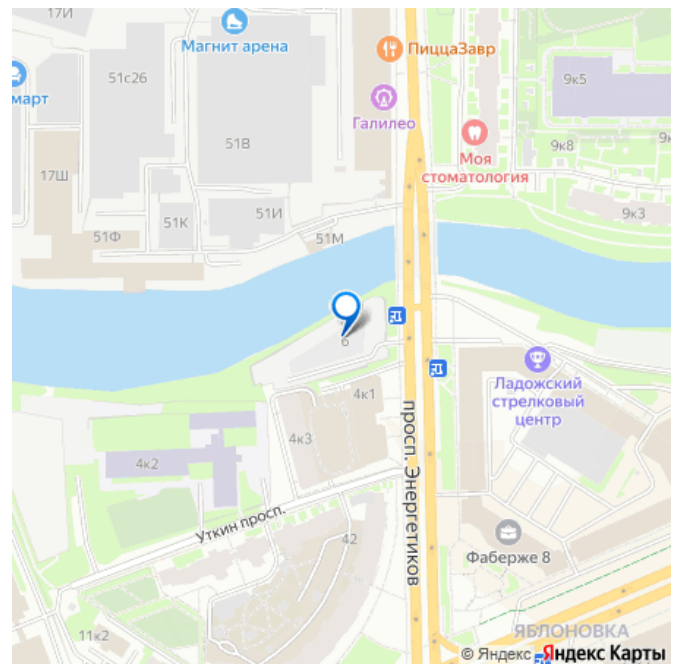 17И
Магнит арена
ПиццаЗавр
51с26
март
Галилео
9к5
51В
Моя
стоматология
9к8
9к
17Ш
51К
51И
51Ф
51М
9к3
6
Ладожский
стрелковый
центр
4к1
4к3
4к2
просп. Энергетиков
Уткин просп.
42
Фаберже 8
11к2
ЯБЛОНОВКА
© Яндекс Яндекс Карты